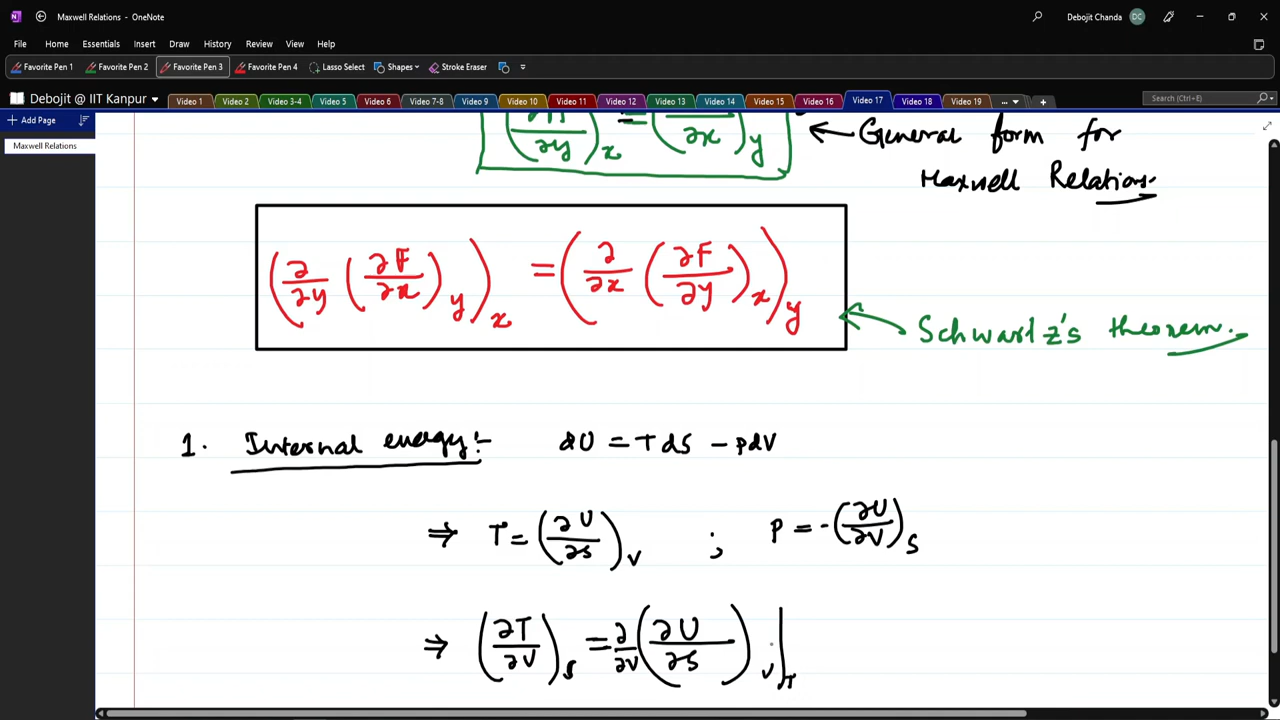 Maxwell Relations - OneNote
Debojit Chanda DC
File Home Essentials Insert Draw History Review View Help
Favorite Pen 1 Favorite Pen 2 Favorite Pen 3 Favorite Pen 4 Lasso Select Shapes Stroke Eraser
Debojit @ IIT Kanpur Video 1 Video 2 Video 3-4 Video 5 Video 6 Video 7-8 Video 9 Video 10 Video 11 Video 12 Video 13 Video 14 Video 15 Video 16 Video 17 Video 18 Video 19 ... Search (Ctrl+E)
Add Page
Maxwell Relations
( /∂y)_x = ( /∂x)_y ← General form for
Maxwell Relations.
(∂/∂y (∂F/∂x)_y)_x = (∂/∂x (∂F/∂y)_x)_y
Schwartz's theorem.
1. Internal energy:- dU = TdS - PdV
⇒ T = (∂U/∂S)_V ; P = -(∂U/∂V)_S
⇒ (∂T/∂V)_S = ∂/∂V (∂U/∂S)_V |